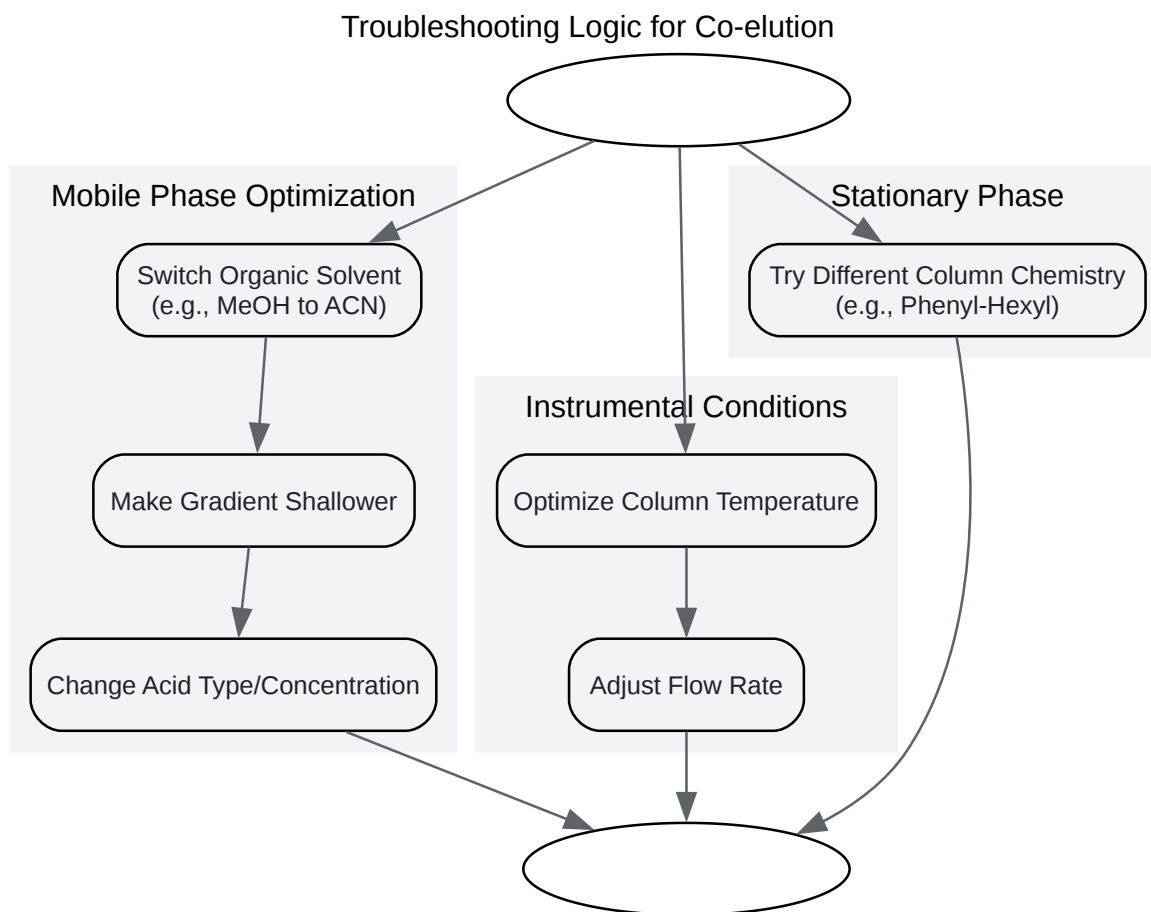 Troubleshooting Logic for Co-elution
Mobile Phase Optimization
Switch Organic Solvent
(e.g., MeOH to ACN)
Make Gradient Shallower
Change Acid Type/Concentration
Instrumental Conditions
Optimize Column Temperature
Adjust Flow Rate
Stationary Phase
Try Different Column Chemistry
(e.g., Phenyl-Hexyl)